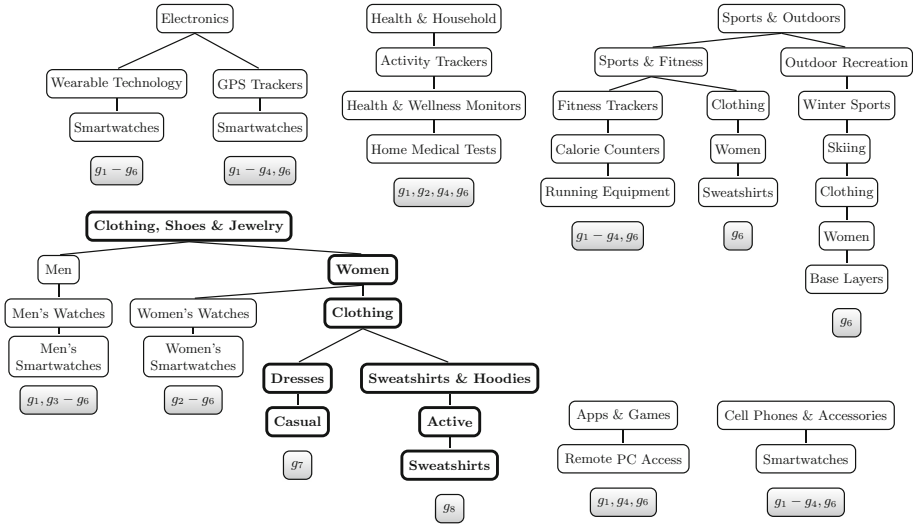 Electronics
Wearable Technology
GPS Trackers
Smartwatches
Smartwatches
g1 − g6
g1 − g4, g6
Health & Household
Activity Trackers
Health & Wellness Monitors
Home Medical Tests
g1, g2, g4, g6
Sports & Outdoors
Sports & Fitness
Outdoor Recreation
Fitness Trackers
Clothing
Winter Sports
Calorie Counters
Women
Skiing
Running Equipment
Sweatshirts
Clothing
g1 − g4, g6
g6
Women
Base Layers
g6
Clothing, Shoes & Jewelry
Men
Women
Men's Watches
Women's Watches
Clothing
Men's
Smartwatches
Women's
Smartwatches
g1, g3 − g6
g2 − g6
Dresses
Sweatshirts & Hoodies
Casual
Active
g7
Sweatshirts
g8
Apps & Games
Remote PC Access
g1, g4, g6
Cell Phones & Accessories
Smartwatches
g1 − g4, g6